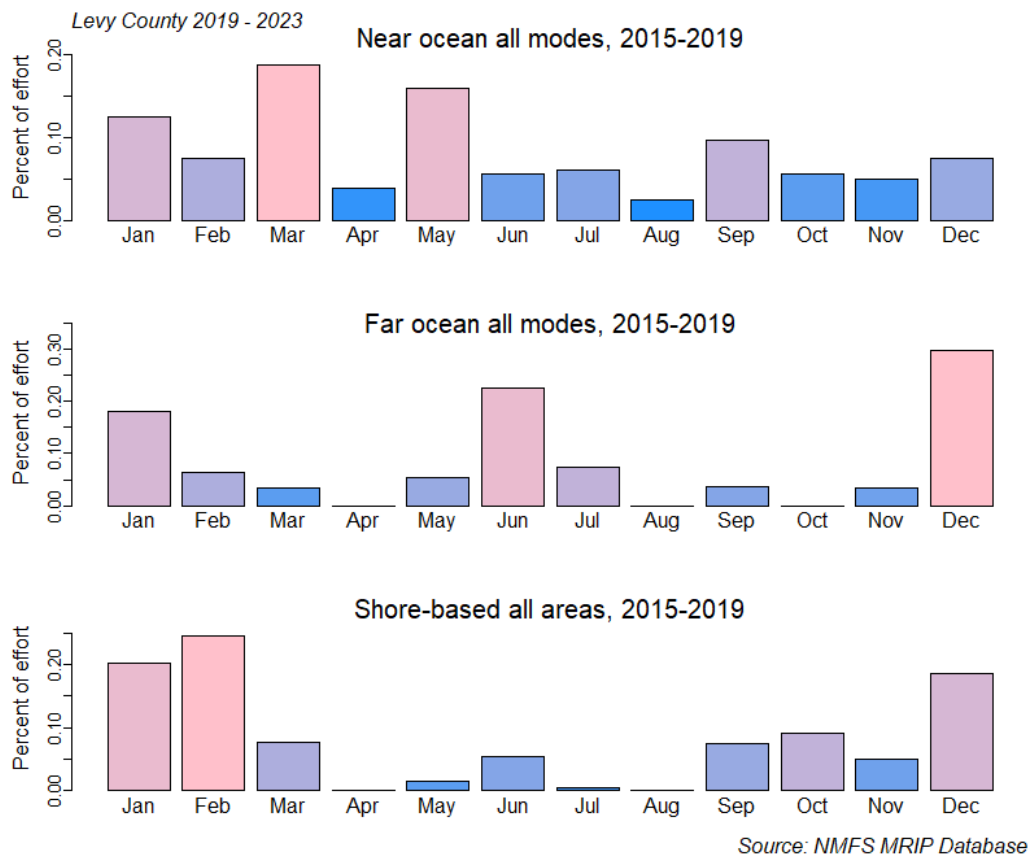 Levy County 2019 - 2023
Near ocean all modes, 2015-2019
Percent of effort
0.00 0.10 0.20
Jan Feb Mar Apr May Jun Jul Aug Sep Oct Nov Dec
Far ocean all modes, 2015-2019
Percent of effort
0.00 0.10 0.20 0.30
Jan Feb Mar Apr May Jun Jul Aug Sep Oct Nov Dec
Shore-based all areas, 2015-2019
Percent of effort
0.00 0.10 0.20
Jan Feb Mar Apr May Jun Jul Aug Sep Oct Nov Dec
Source: NMFS MRIP Database